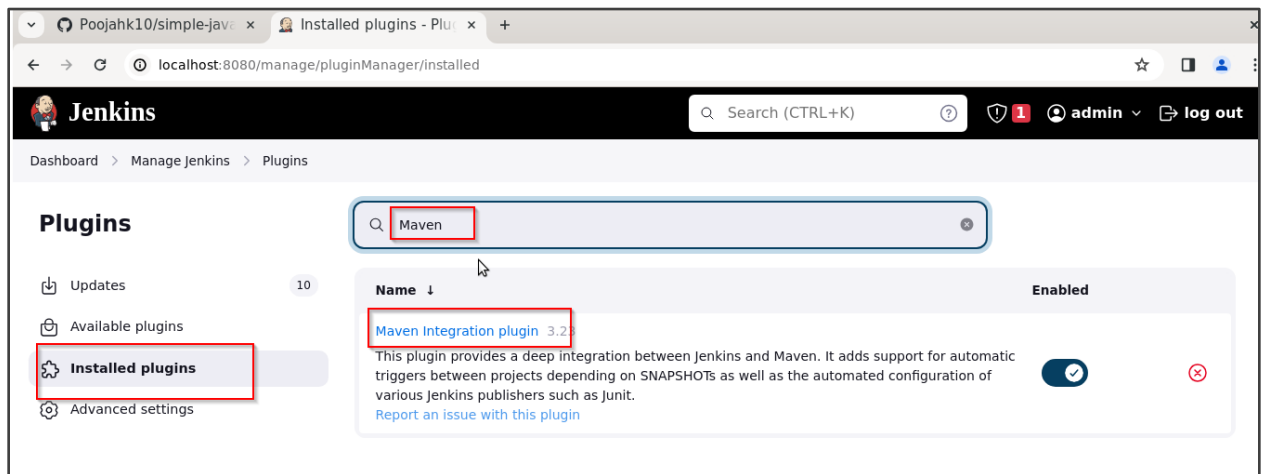 Poojahk10/simple-java
Installed plugins - Plug
localhost:8080/manage/pluginManager/installed
Jenkins
Search (CTRL+K)
1
admin
log out
Dashboard > Manage Jenkins > Plugins
Plugins
Maven
Updates 10
Available plugins
Installed plugins
Advanced settings
Name ↓ Enabled
Maven Integration plugin 3.23
This plugin provides a deep integration between Jenkins and Maven. It adds support for automatic
triggers between projects depending on SNAPSHOTs as well as the automated configuration of
various Jenkins publishers such as Junit.
Report an issue with this plugin